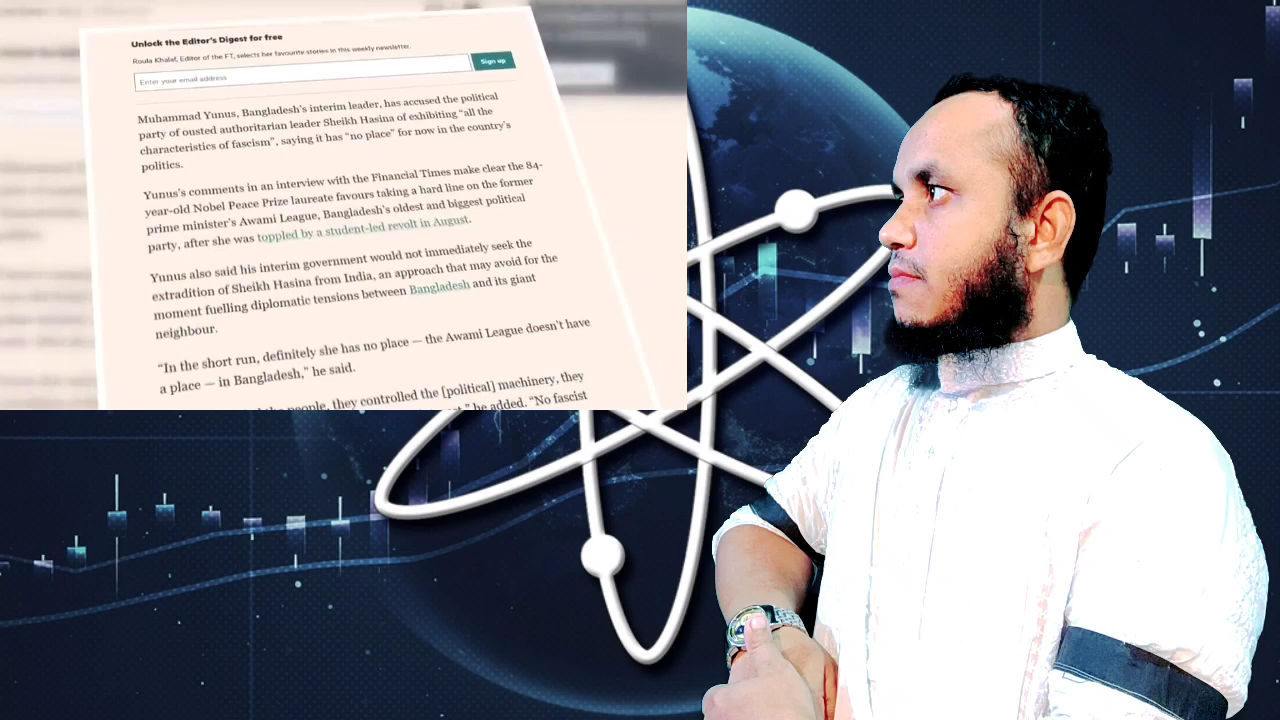 Unlock the Editor's Digest for free
Roula Khalaf, Editor of the FT, selects her favourite stories in this weekly newsletter.
Enter your email address
Sign up
Muhammad Yunus, Bangladesh's interim leader, has accused the political
party of ousted authoritarian leader Sheikh Hasina of exhibiting “all the
characteristics of fascism”, saying it has “no place” for now in the country's
politics.
Yunus's comments in an interview with the Financial Times make clear the 84-
year-old Nobel Peace Prize laureate favours taking a hard line on the former
prime minister's Awami League, Bangladesh's oldest and biggest political
party, after she was toppled by a student-led revolt in August.
Yunus also said his interim government would not immediately seek the
extradition of Sheikh Hasina from India, an approach that may avoid for the
moment fuelling diplomatic tensions between Bangladesh and its giant
neighbour.
“In the short run, definitely she has no place — the Awami League doesn't have
a place — in Bangladesh,” he said.
people, they controlled the [political] machinery, they
he added. “No fascist